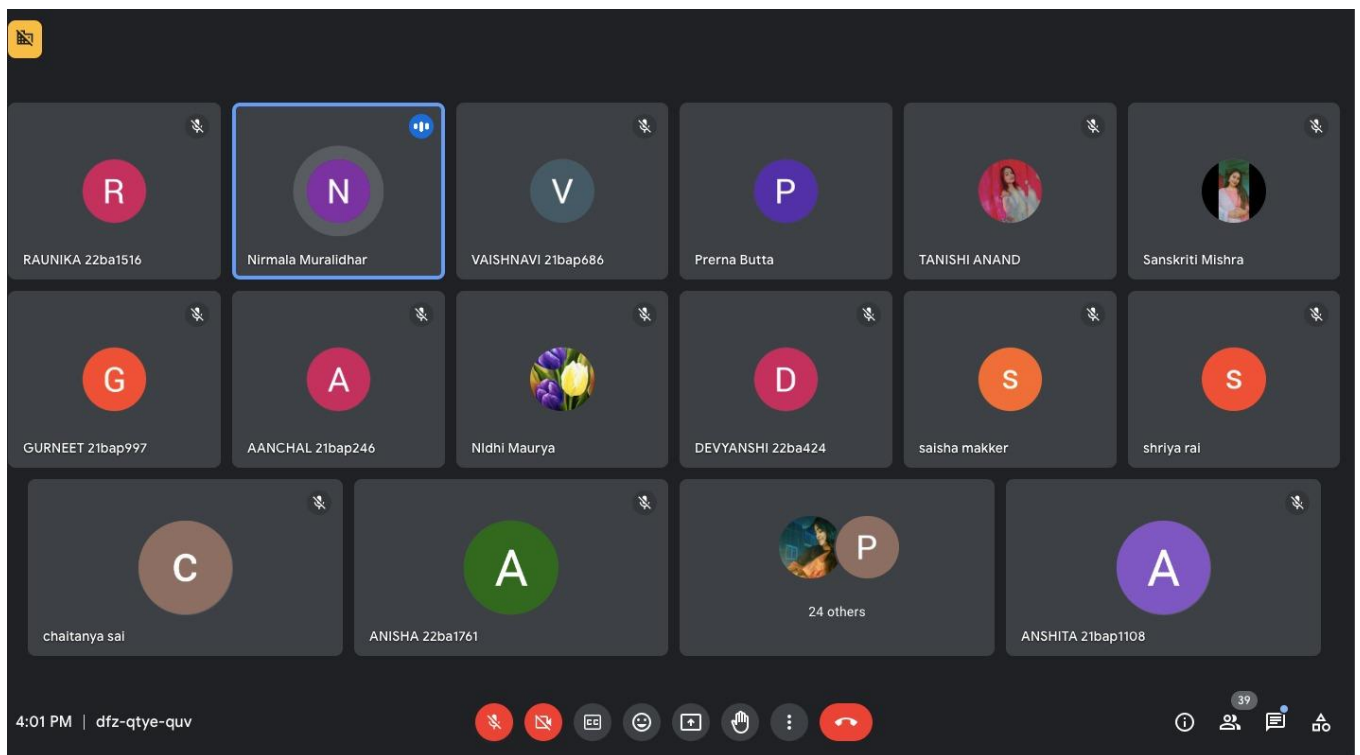 R
N
V
P
RAUNIKA 22ba1516
Nirmala Muralidhar
VAISHNAVI 21bap686
Prerna Butta
TANISHI ANAND
Sanskriti Mishra
G
A
D
s
s
GURNEET 21bap997
AANCHAL 21bap246
NIdhi Maurya
DEVYANSHI 22ba424
saisha makker
shriya rai
c
A
P
A
24 others
chaitanya sai
ANISHA 22ba1761
ANSHITA 21bap1108
39
4:01 PM | dfz-qtye-quv
CC